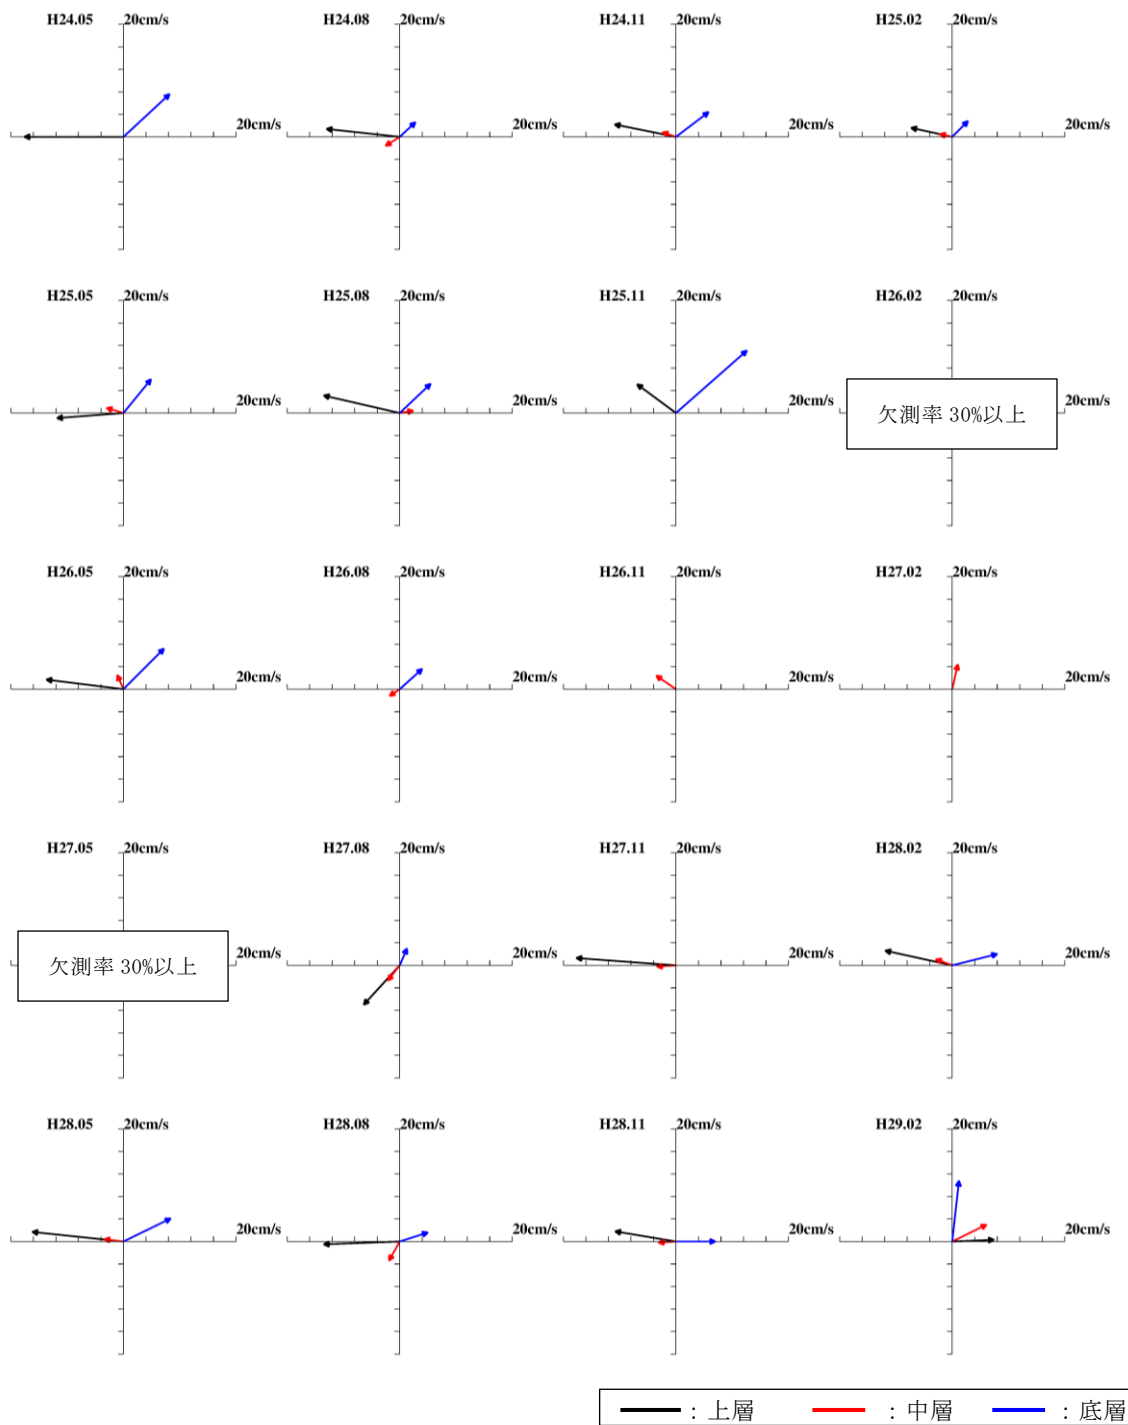 H24.05 20cm/s H24.08 20cm/s H24.11 20cm/s H25.02 20cm/s
20cm/s 20cm/s 20cm/s 20cm/s
H25.05 20cm/s H25.08 20cm/s H25.11 20cm/s H26.02 20cm/s
20cm/s 20cm/s 20cm/s 20cm/s
欠測率 30%以上
H26.05 20cm/s H26.08 20cm/s H26.11 20cm/s H27.02 20cm/s
20cm/s 20cm/s 20cm/s 20cm/s
H27.05 20cm/s H27.08 20cm/s H27.11 20cm/s H28.02 20cm/s
20cm/s 20cm/s 20cm/s 20cm/s
欠測率 30%以上
H28.05 20cm/s H28.08 20cm/s H28.11 20cm/s H29.02 20cm/s
20cm/s 20cm/s 20cm/s 20cm/s
：上層 ：中層 ：底層